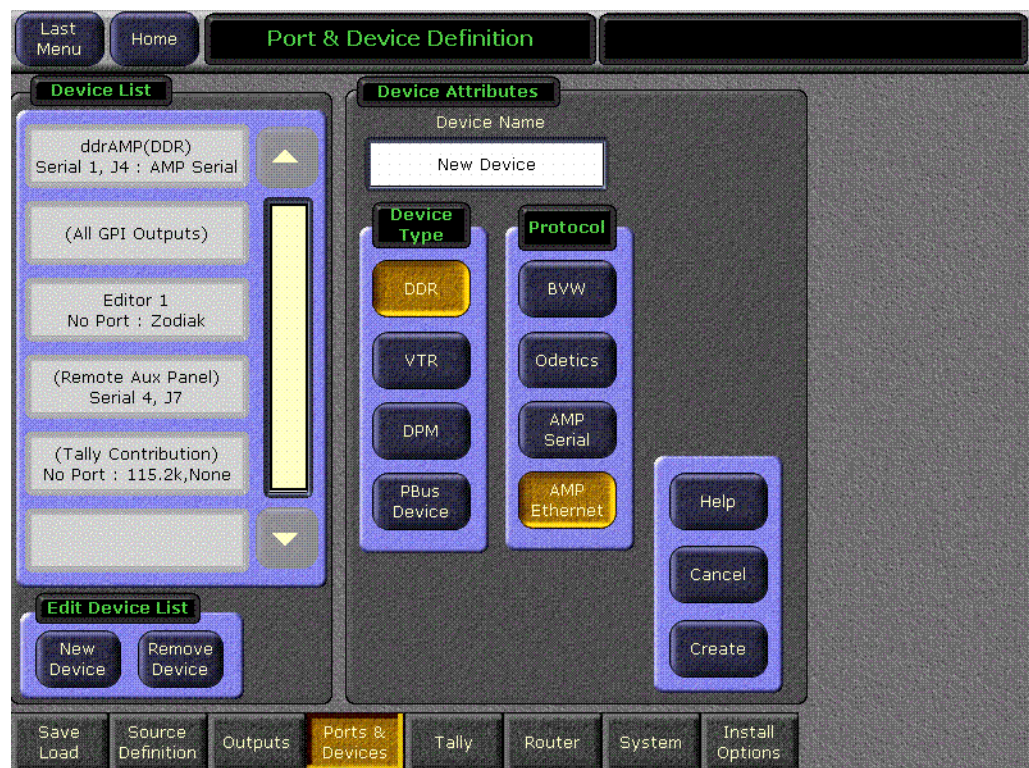 Last
Menu
Home
Port & Device Definition
Device List
ddrAMP(DDR)
Serial 1, J4 : AMP Serial
(All GPI Outputs)
Editor 1
No Port : Zodiak
(Remote Aux Panel)
Serial 4, J7
(Tally Contribution)
No Port : 115.2k,None
Edit Device List
New
Device
Remove
Device
Device Attributes
Device Name
New Device
Device
Type
DDR
VTR
DPM
PBus
Device
Protocol
BVW
Odetics
AMP
Serial
AMP
Ethernet
Help
Cancel
Create
Save
Load
Source
Definition
Outputs
Ports &
Devices
Tally
Router
System
Install
Options